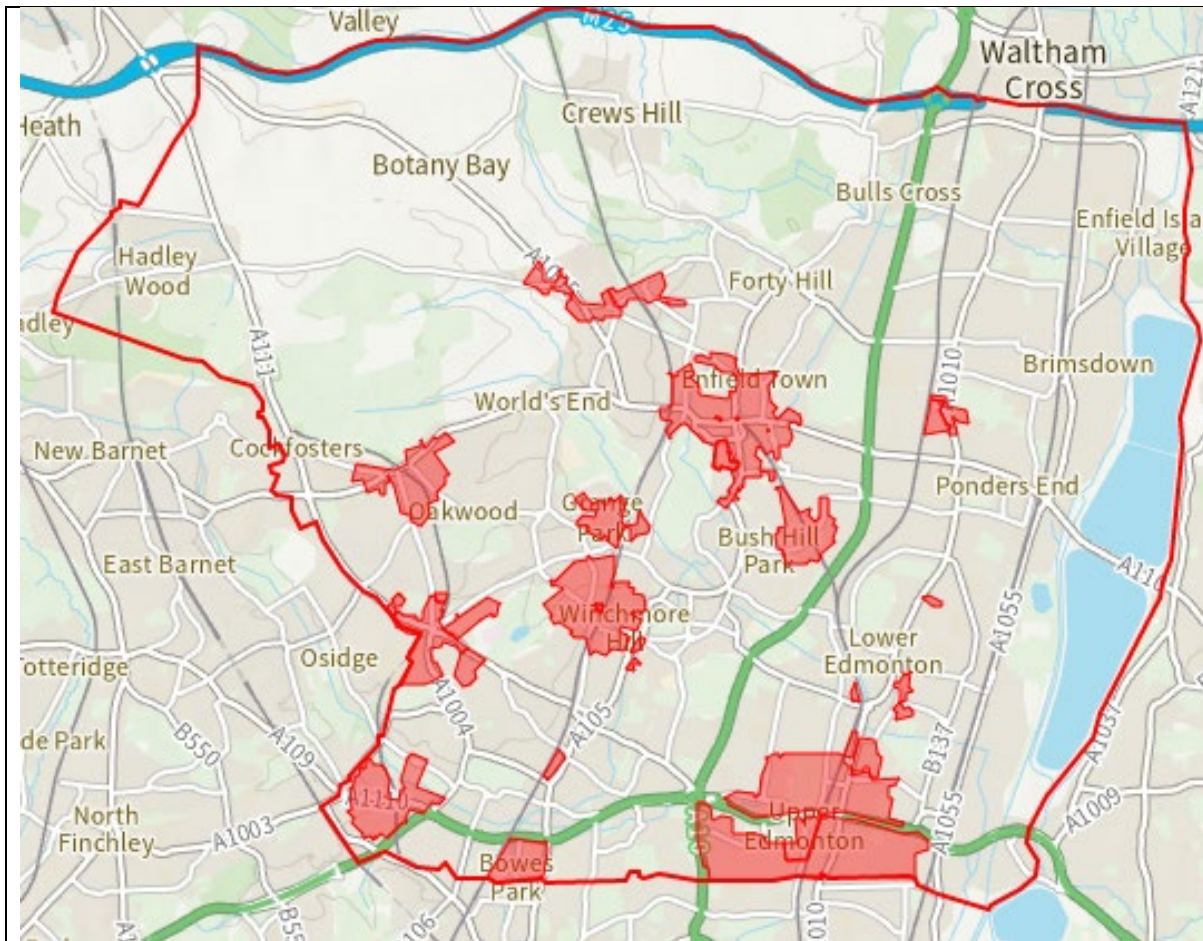 Valley
M25
Waltham
Cross
A121
Heath
Crews Hill
Botany Bay
Bulls Cross
Enfield Isla
Village
Hadley
Wood
Forty Hill
adley
A111
A1010
Brimsdown
Enfield Town
World's End
New Barnet
Cockfosters
Ponders End
Oakwood
Grange
Park
Bush Hill
Park
East Barnet
A110
A1055
Winchmore
Hill
Lower
Edmonton
Totteridge
Osidge
A1004
A105
A1037
B550
A109
B137
de Park
A1110
North
Finchley
A1003
Upper
Edmonton
A1055
A1009
Bowes
Park
B55
106
010